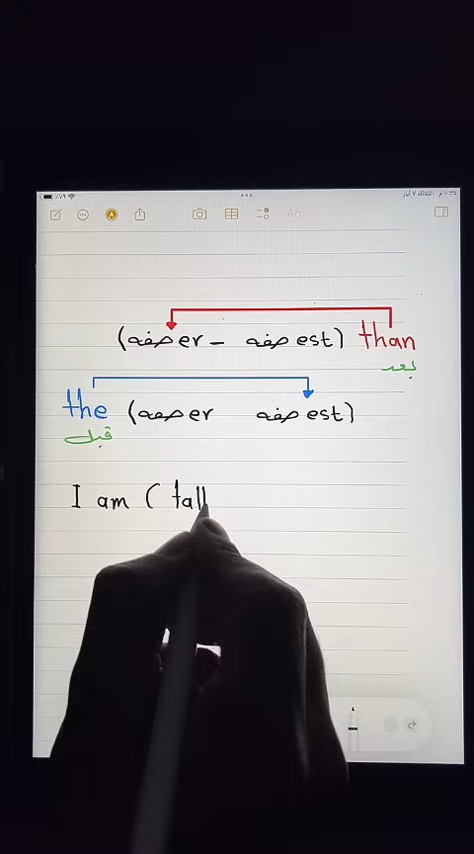 (صفه er – صفه est) than
بعد
the (صفه er صفه est)
قبل
I am ( tall